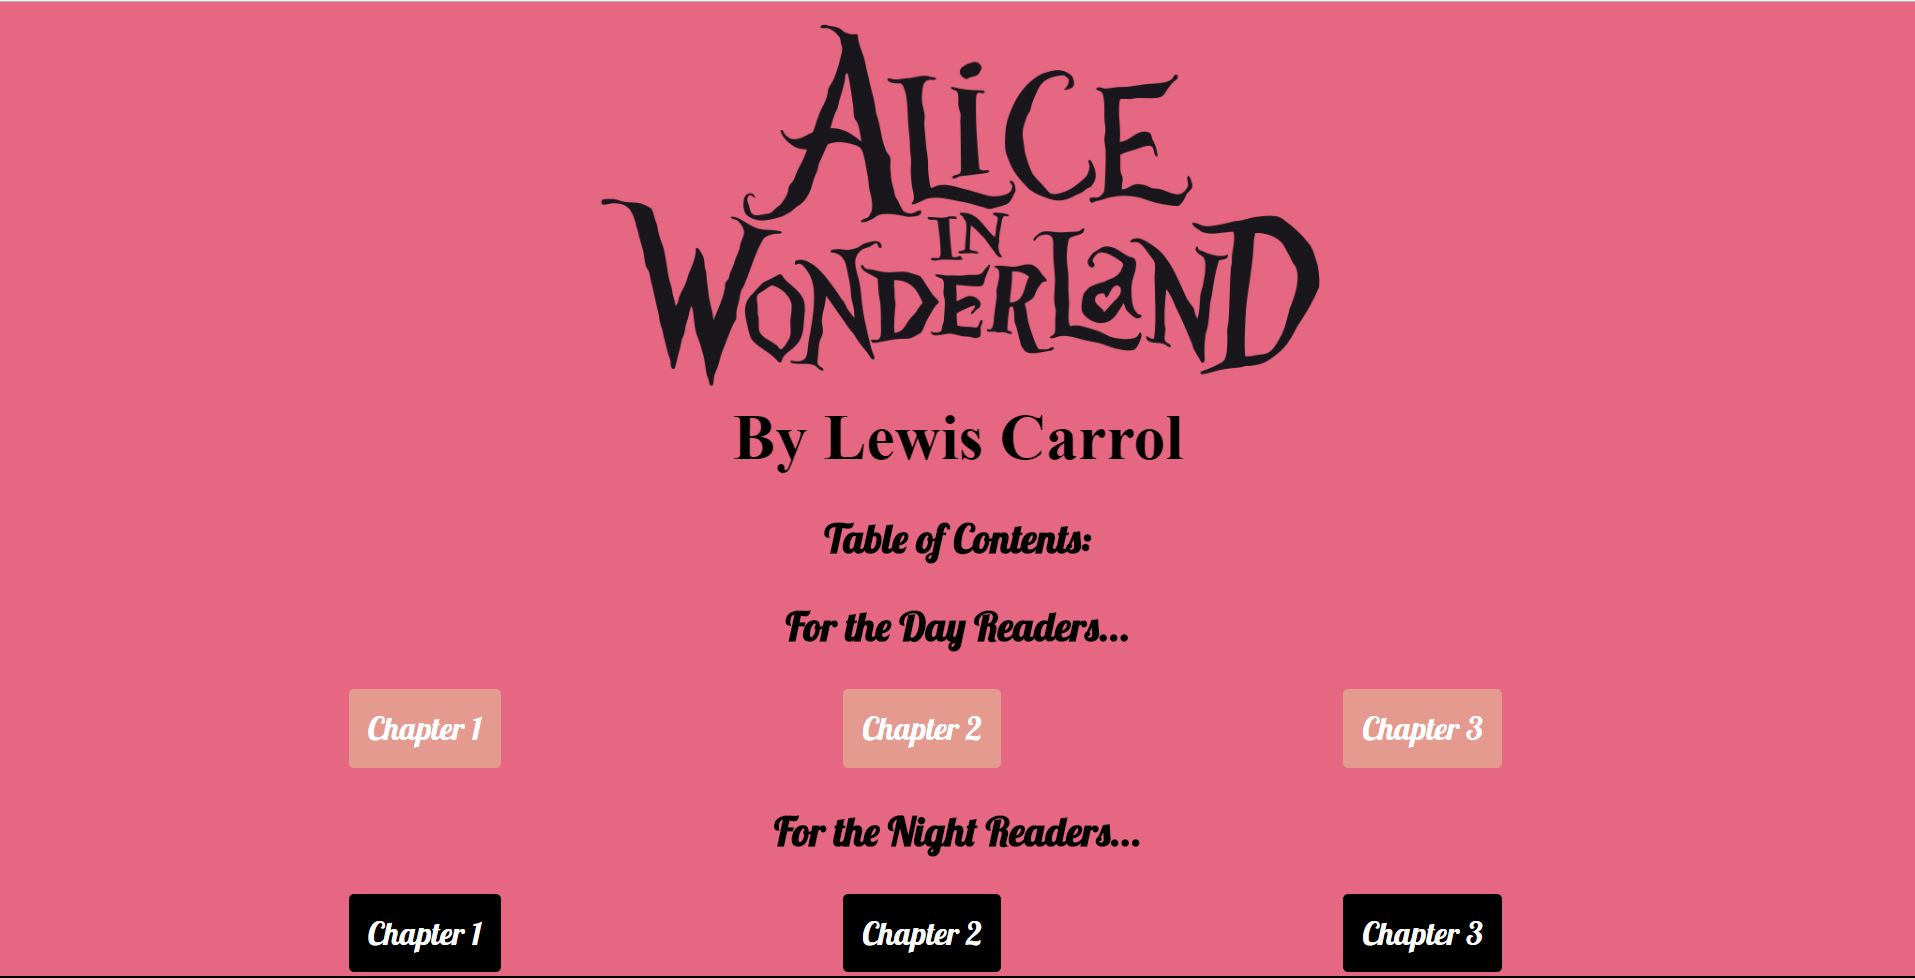 ALiCE
IN
WONDERLaND
By Lewis Carrol
Table of Contents:
For the Day Readers...
Chapter 1 Chapter 2 Chapter 3
For the Night Readers...
Chapter 1 Chapter 2 Chapter 3